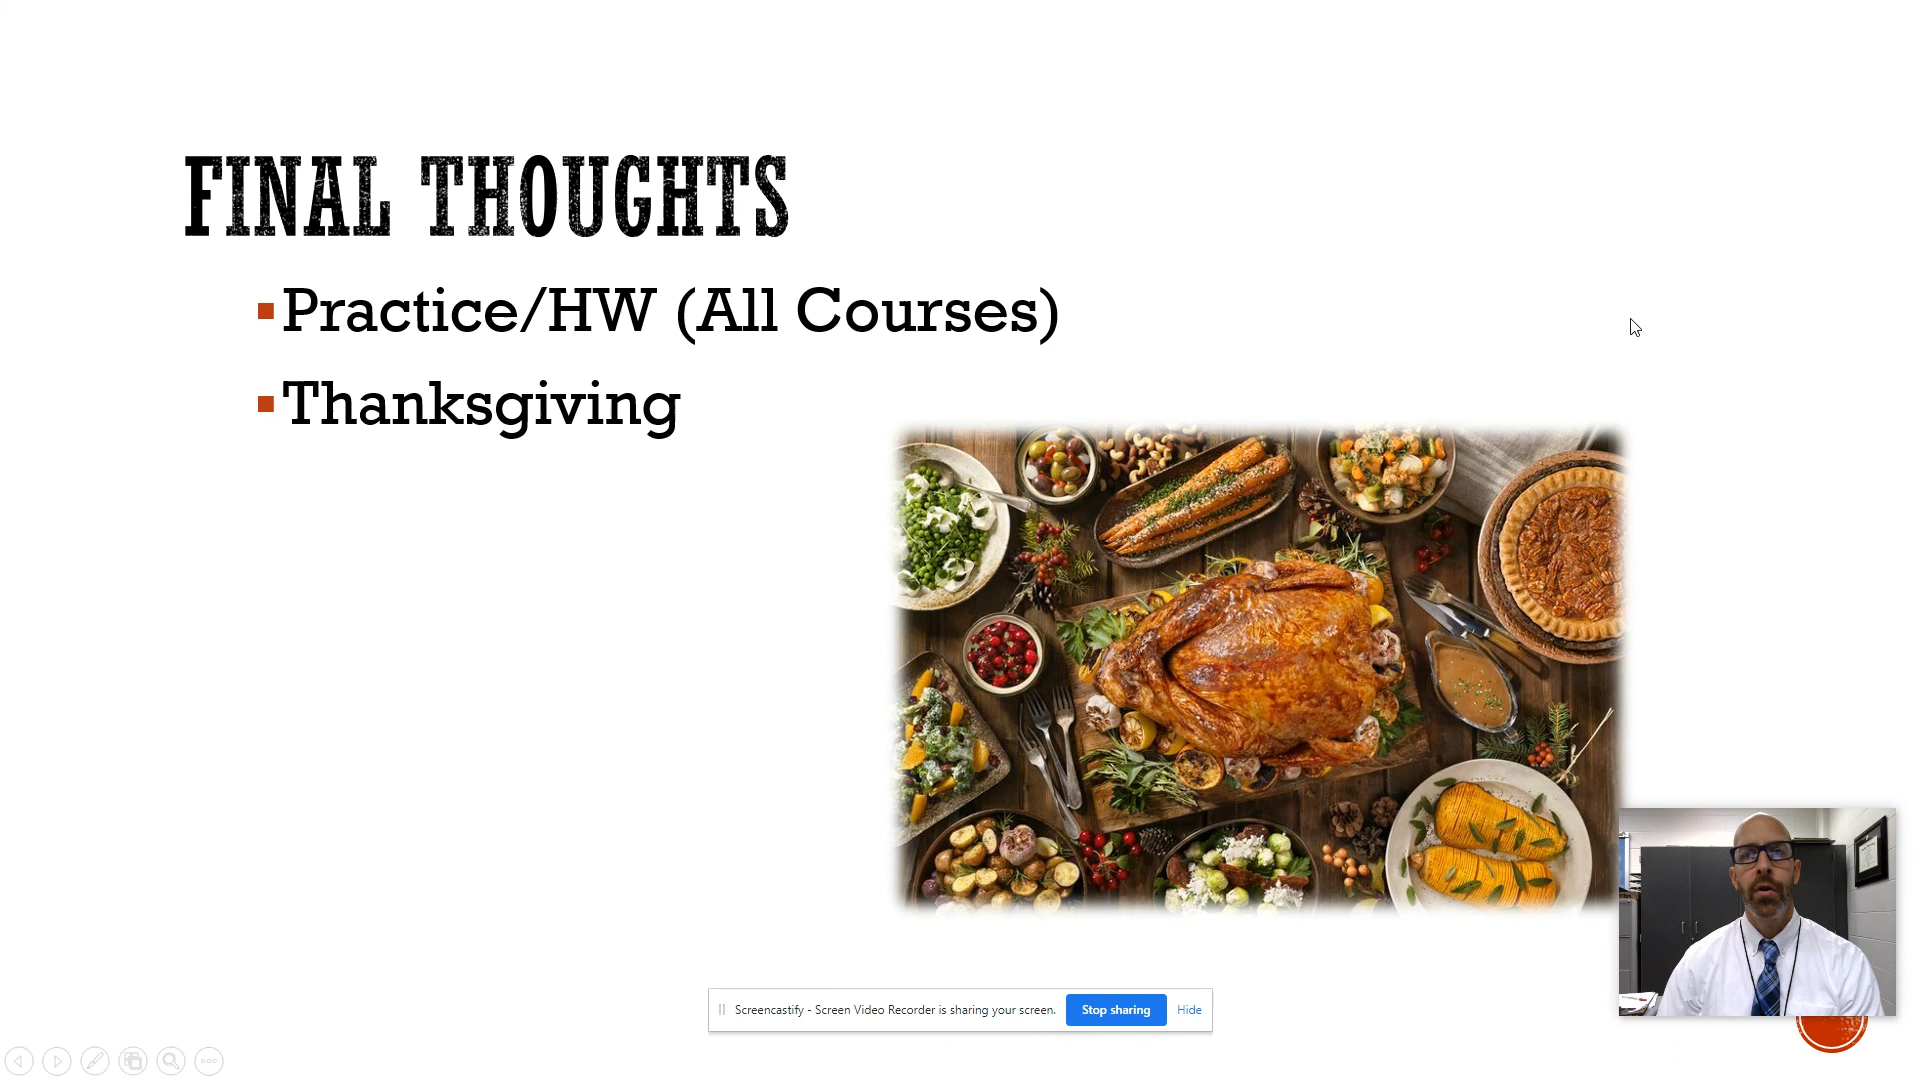 FINAL THOUGHTS
Practice/HW (All Courses)
Thanksgiving
Screencastify - Screen Video Recorder is sharing your screen. Stop sharing Hide